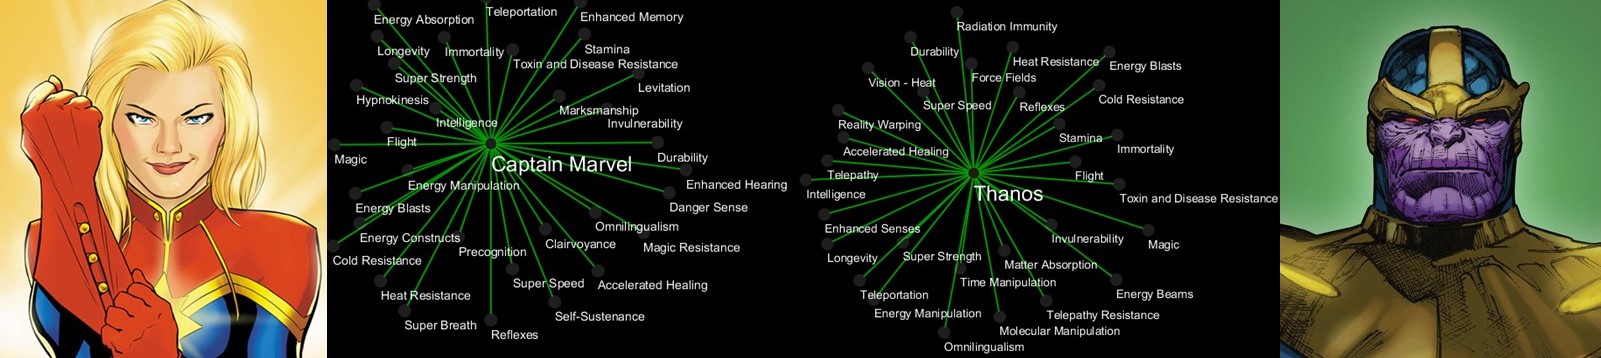 Teleportation
Energy Absorption
Enhanced Memory
Longevity
Immortality
Stamina
Toxin and Disease Resistance
Super Strength
Levitation
Hypnokinesis
Marksmanship
Intelligence
Invulnerability
Flight
Magic
Captain Marvel
Durability
Energy Manipulation
Enhanced Hearing
Energy Blasts
Danger Sense
Omnilingualism
Energy Constructs
Clairvoyance
Magic Resistance
Precognition
Cold Resistance
Super Speed
Accelerated Healing
Heat Resistance
Self-Sustenance
Super Breath
Reflexes
Radiation Immunity
Durability
Heat Resistance
Energy Blasts
Force Fields
Vision - Heat
Cold Resistance
Super Speed
Reflexes
Reality Warping
Stamina
Immortality
Accelerated Healing
Telepathy
Flight
Intelligence
Thanos
Toxin and Disease Resistance
Enhanced Senses
Invulnerability
Magic
Longevity
Super Strength
Matter Absorption
Time Manipulation
Teleportation
Energy Beams
Energy Manipulation
Telepathy Resistance
Molecular Manipulation
Omnilingualism